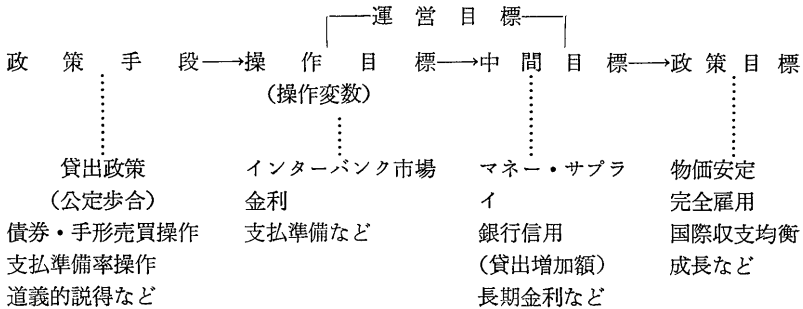 運営目標
政策手段→操作目標→中間目標→政策目標
(操作変数)
貸出政策
(公定歩合)
債券・手形売買操作
支払準備率操作
道義的説得など
インターバンク市場
金利
支払準備など
マネー・サプラ
イ
銀行信用
(貸出増加額)
長期金利など
物価安定
完全雇用
国際収支均衡
成長など